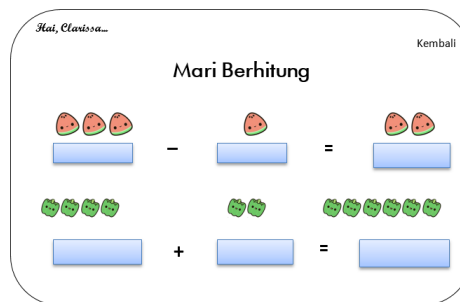 Hai, Clarissa...
Kembali
Mari Berhitung
– =
+ =